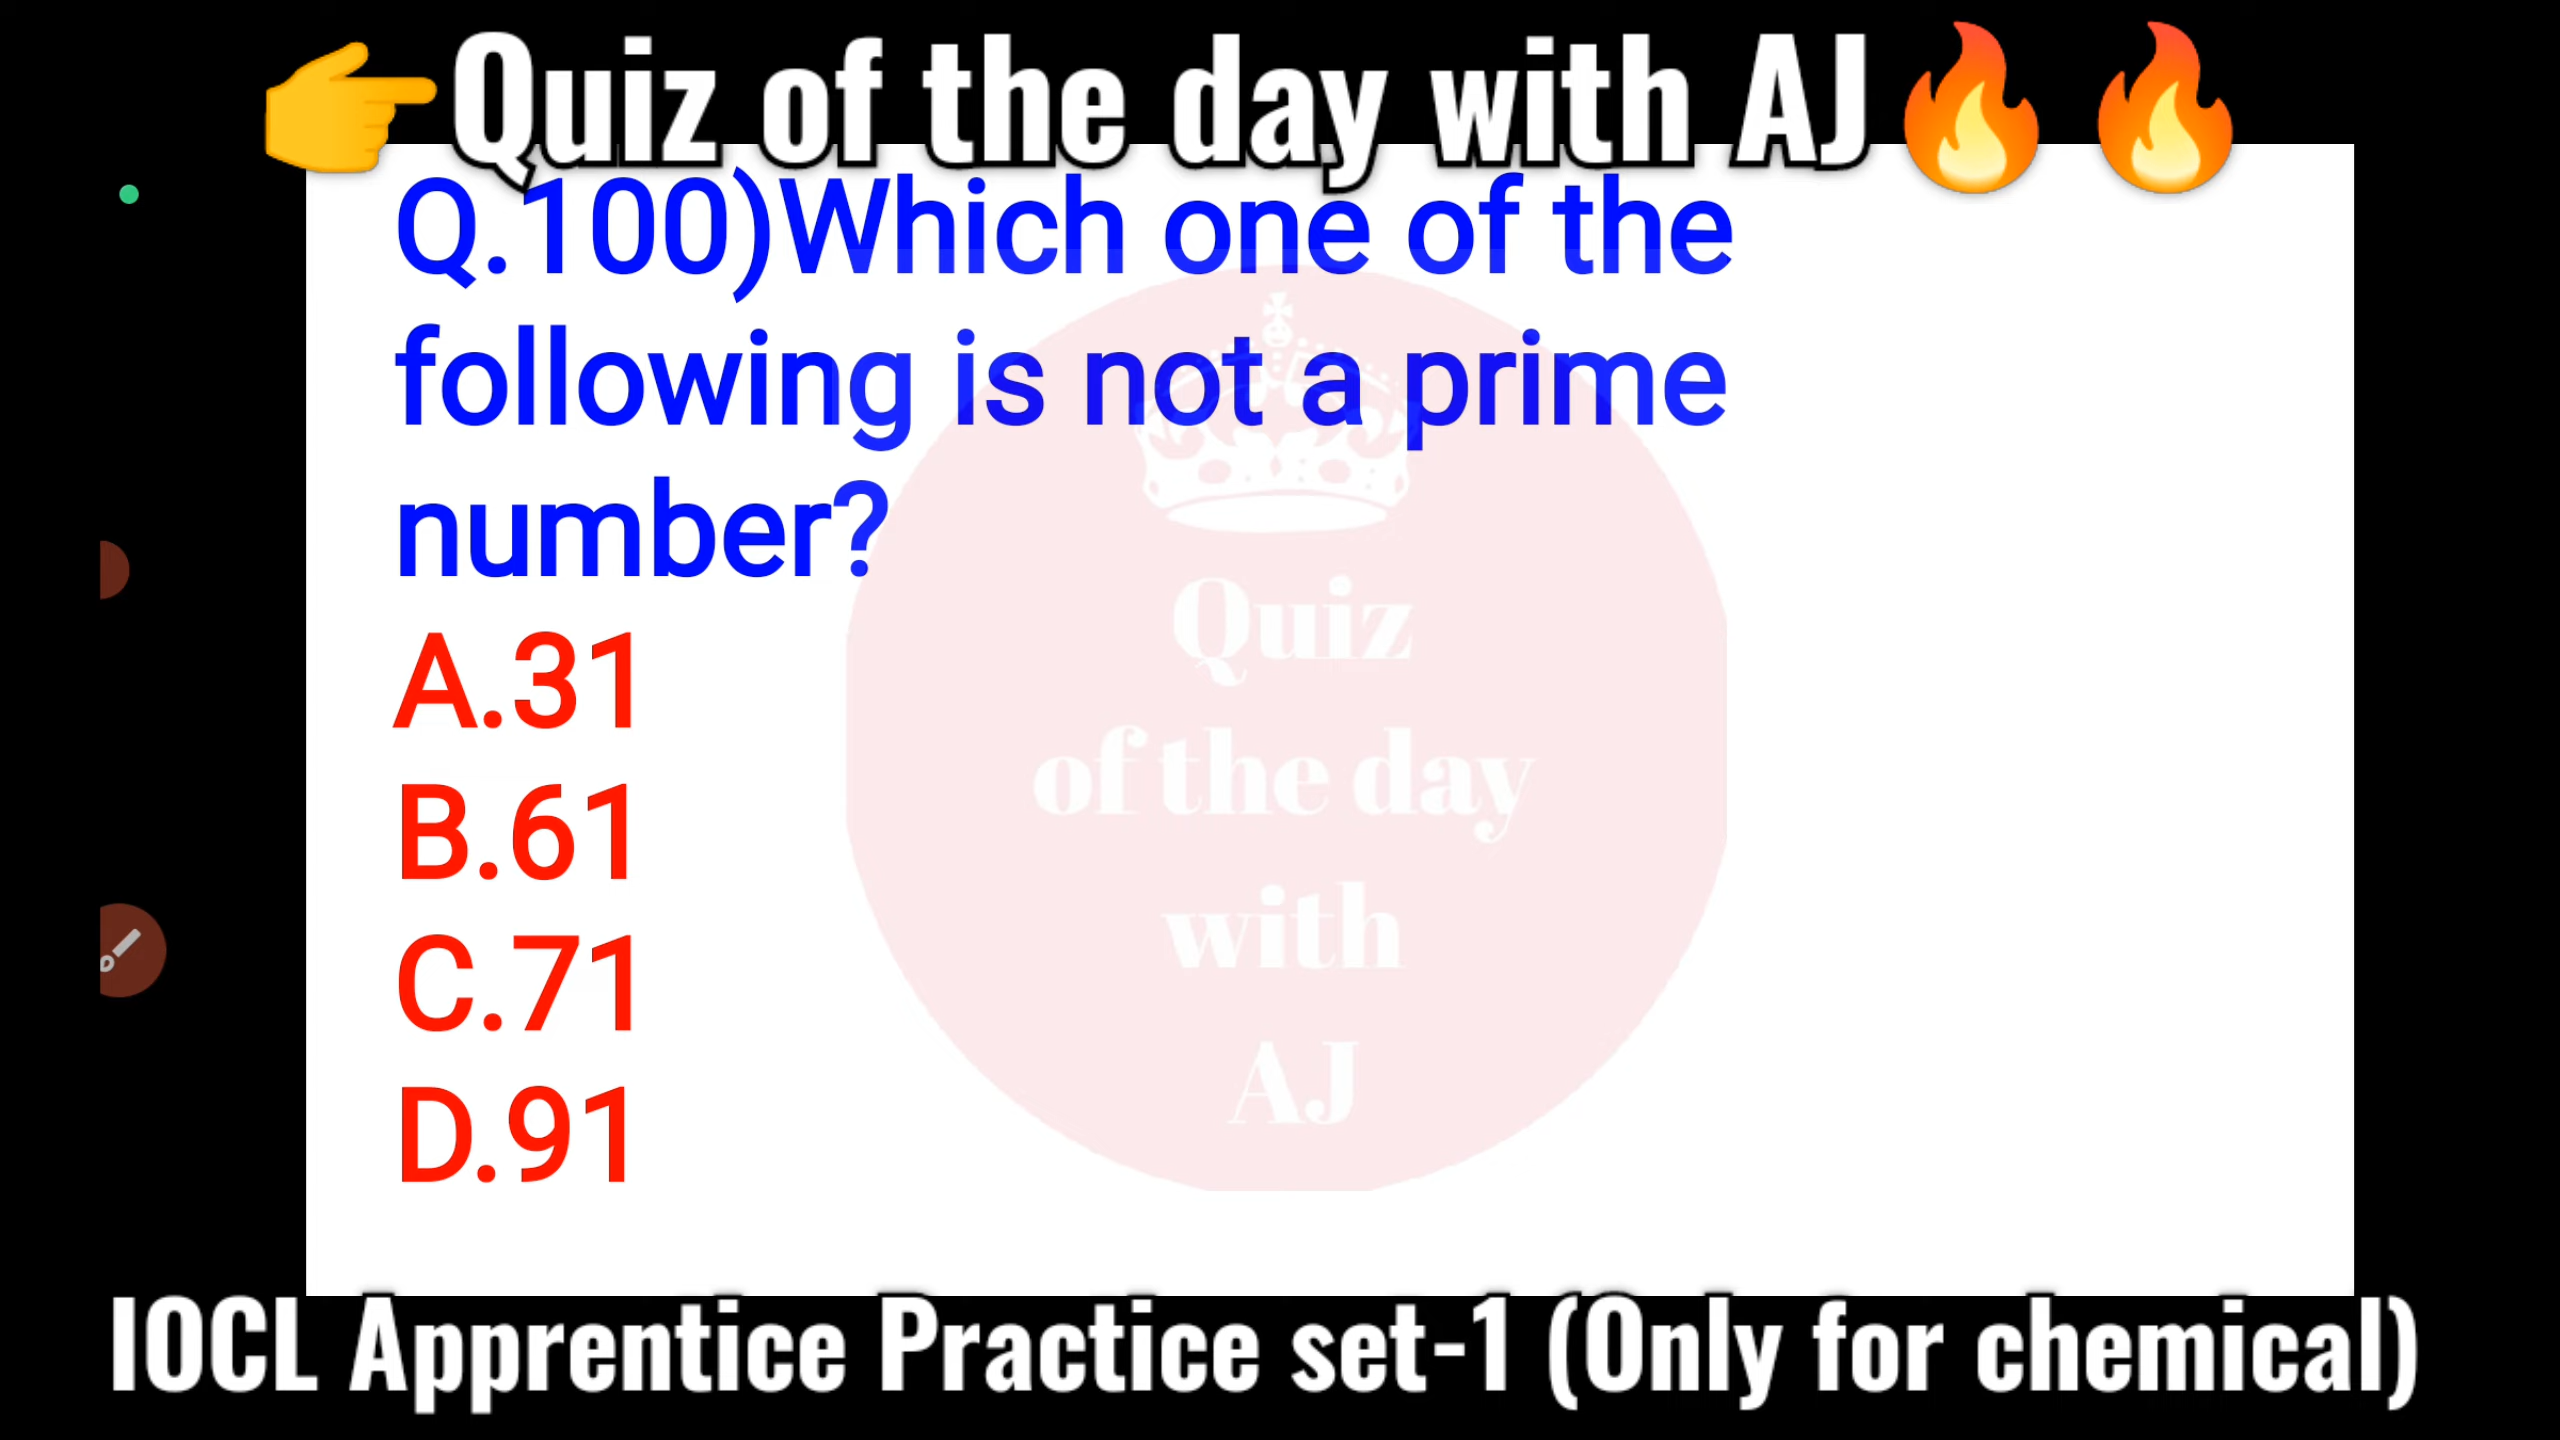 👉Quiz of the day with AJ🔥🔥
Q.100)Which one of the
following is not a prime
number?
A.31
B.61
C.71
D.91
Quiz
of the day
with
AJ
IOCL Apprentice Practice set-1 (Only for chemical)